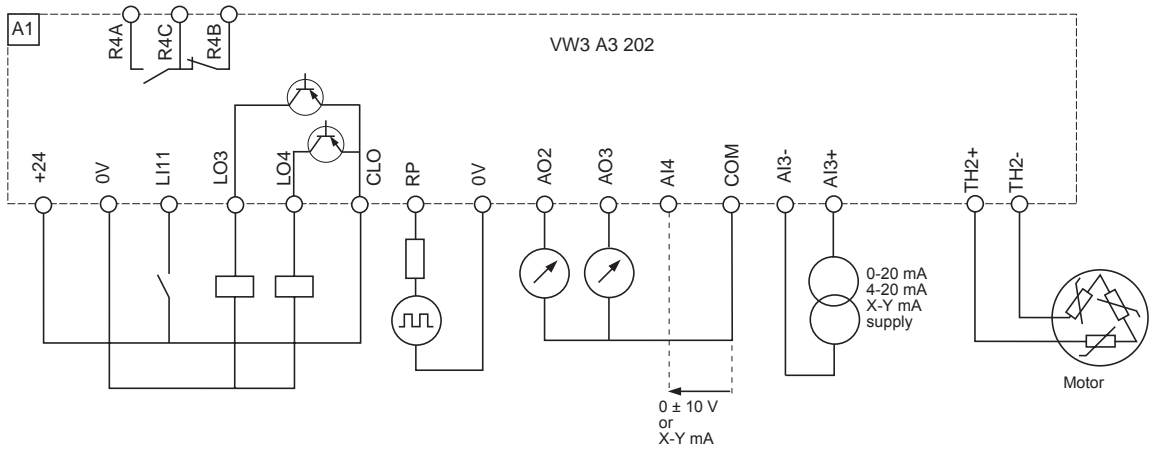 A1
R4A
R4C
R4B
VW3 A3 202
+24
0V
LI11
LO3
LO4
CLO
RP
0V
AO2
AO3
AI4
COM
AI3-
AI3+
TH2+
TH2-
0-20 mA
4-20 mA
X-Y mA
supply
Motor
0 ± 10 V
or
X-Y mA